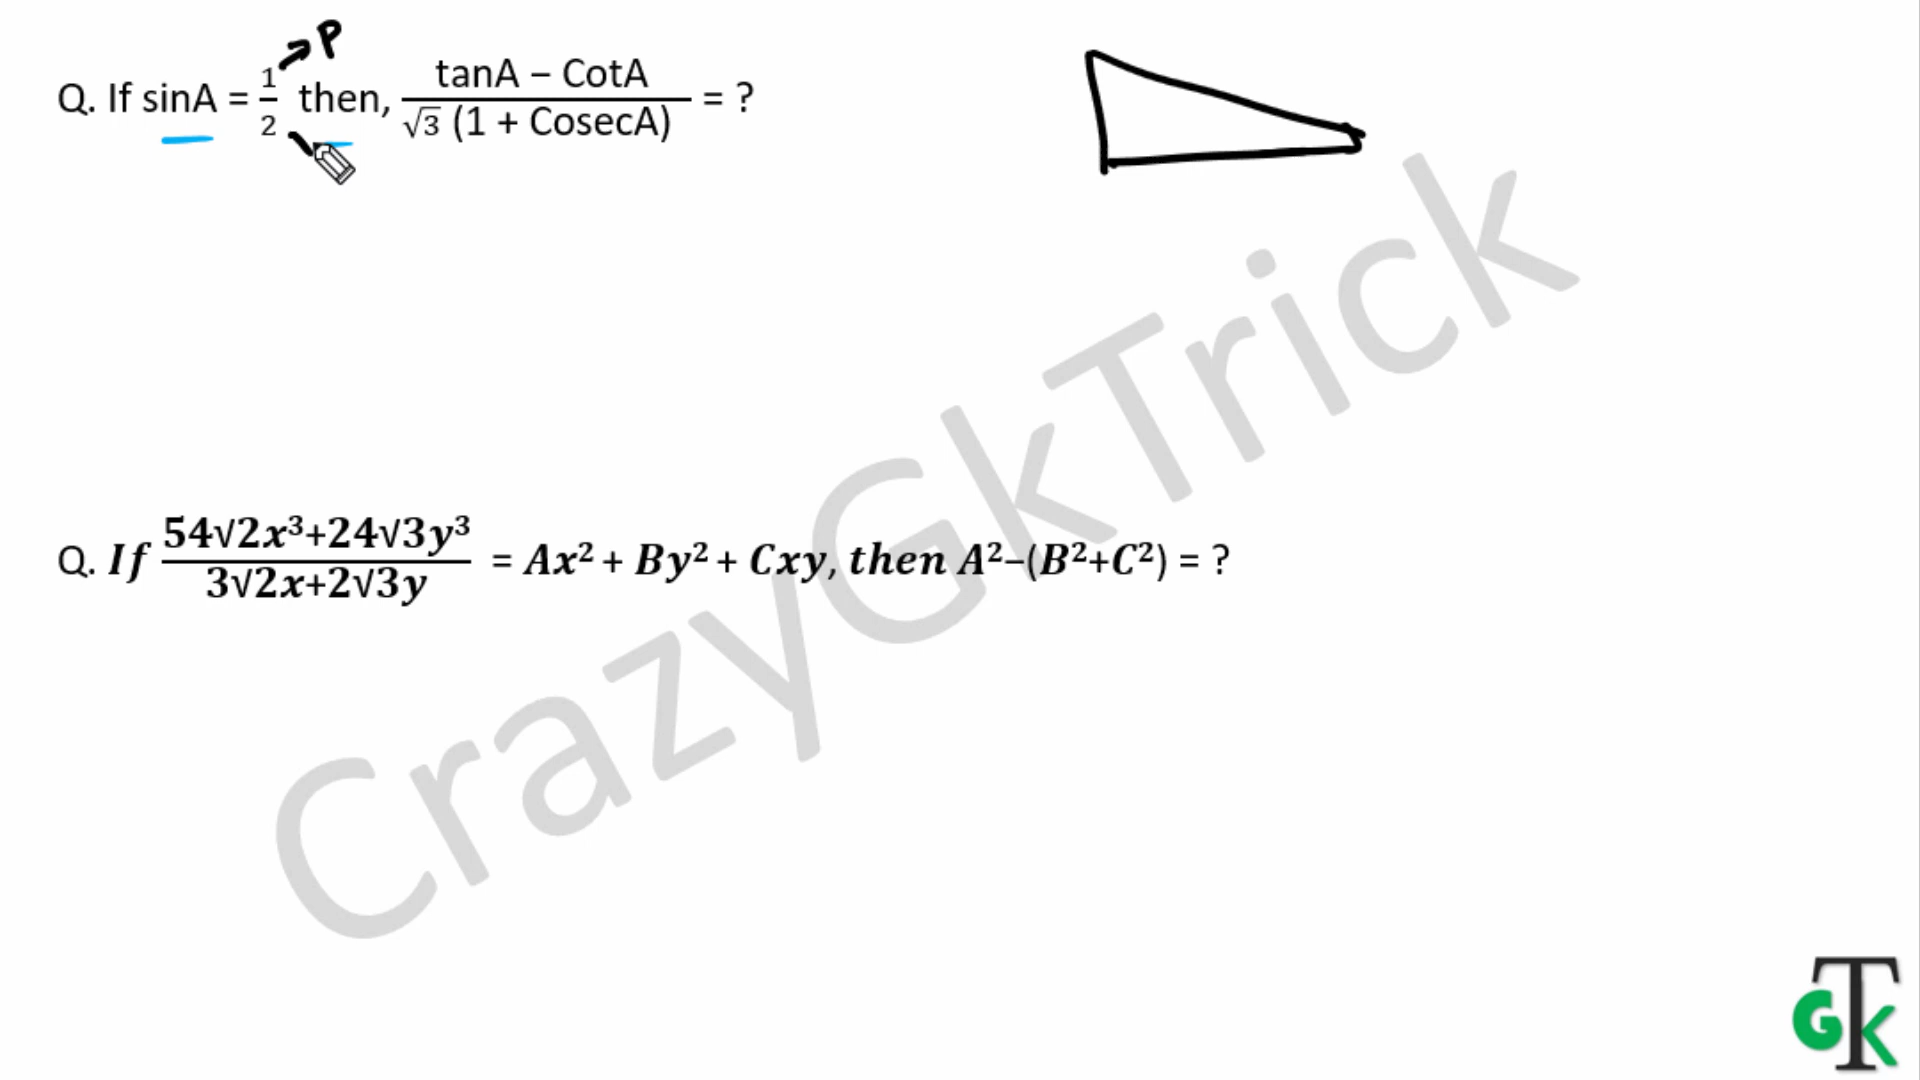 P
Q. If sinA = 1/2 then, (tanA − CotA)/(√3 (1 + CosecA)) = ?
Q. If (54√2x³+24√3y³)/(3√2x+2√3y) = Ax² + By² + Cxy, then A²−(B²+C²) = ?
CrazyGkTrick
GTK